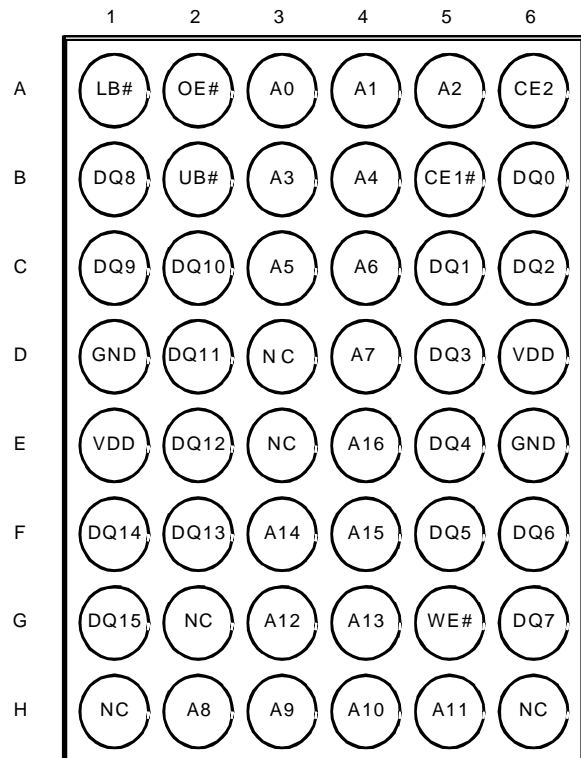 1 2 3 4 5 6
A LB# OE# A0 A1 A2 CE2
B DQ8 UB# A3 A4 CE1# DQ0
C DQ9 DQ10 A5 A6 DQ1 DQ2
D GND DQ11 NC A7 DQ3 VDD
E VDD DQ12 NC A16 DQ4 GND
F DQ14 DQ13 A14 A15 DQ5 DQ6
G DQ15 NC A12 A13 WE# DQ7
H NC A8 A9 A10 A11 NC